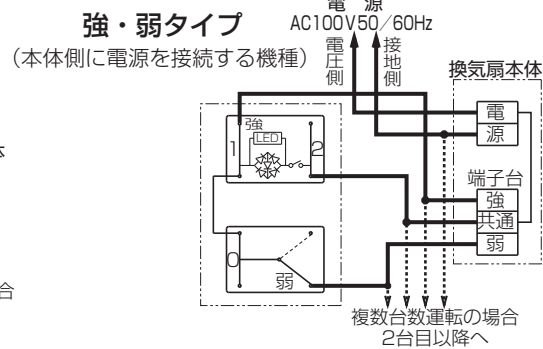 強・弱タイプ
（本体側に電源を接続する機種）
電 源
AC100V50／60Hz
電圧側
接地側
換気扇本体
電
源
端子台
強
共通
弱
強
LED
1
2
0
弱
体
合
複数台数運転の場合
2台目以降へ